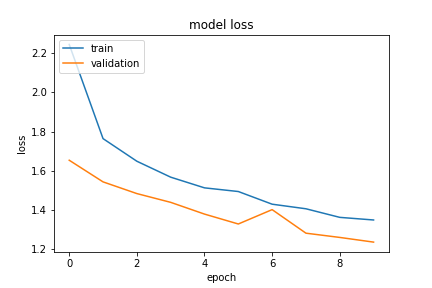 model loss
train
validation
2.2
2.0
1.8
1.6
1.4
1.2
loss
0 2 4 6 8
epoch